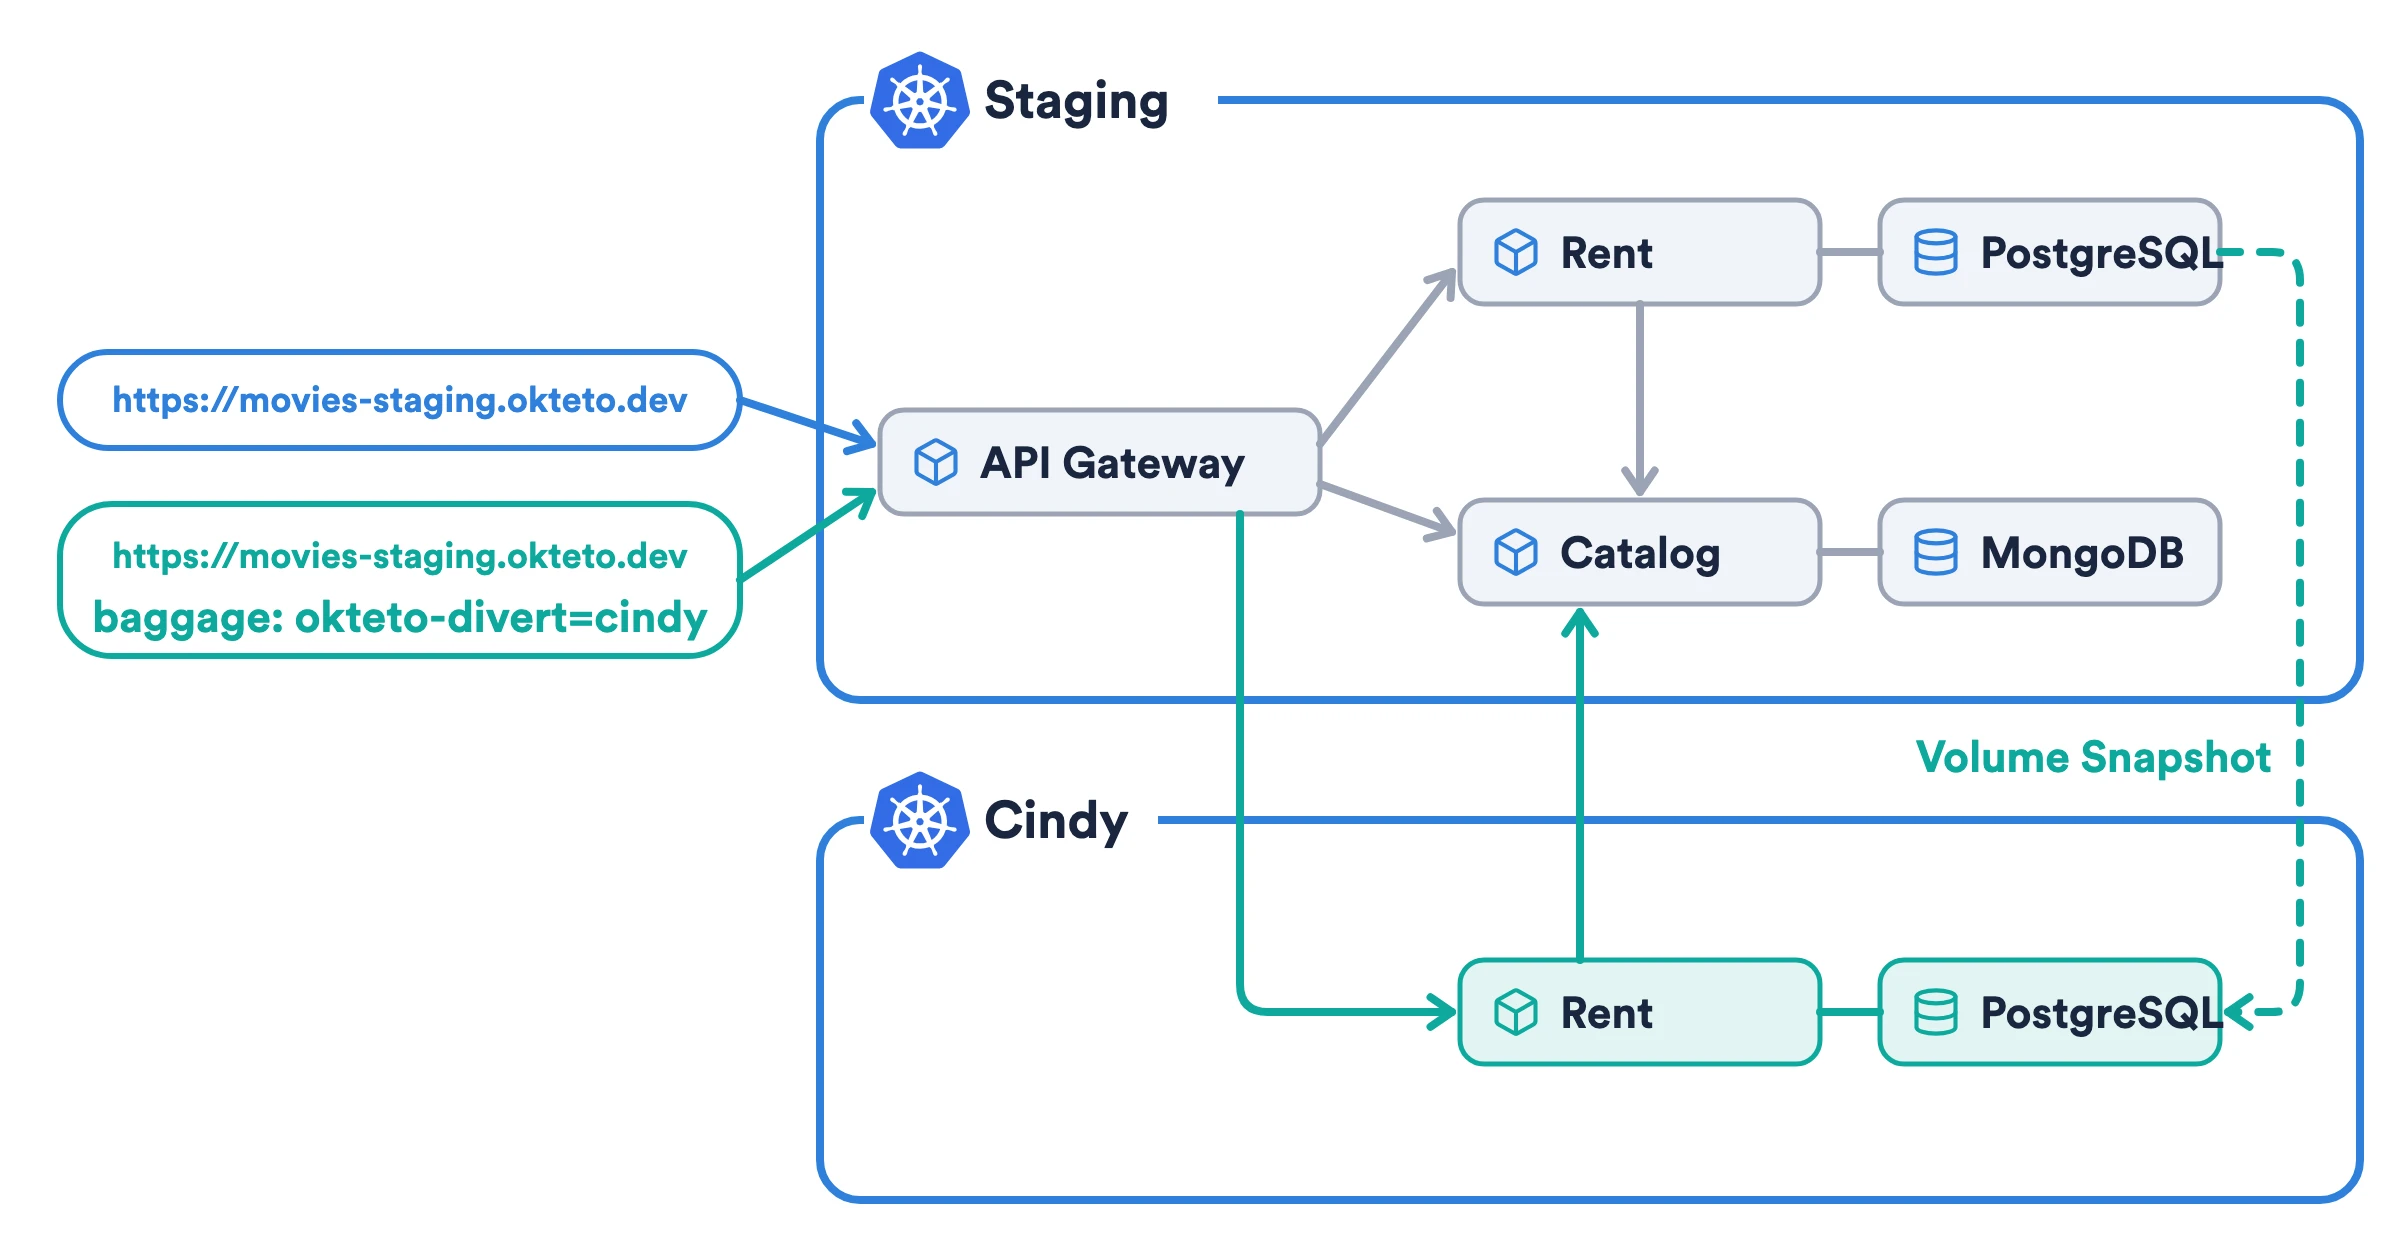 Staging
Rent
PostgreSQL
https://movies-staging.okteto.dev
API Gateway
https://movies-staging.okteto.dev
baggage: okteto-divert=cindy
Catalog
MongoDB
Volume Snapshot
Cindy
Rent
PostgreSQL